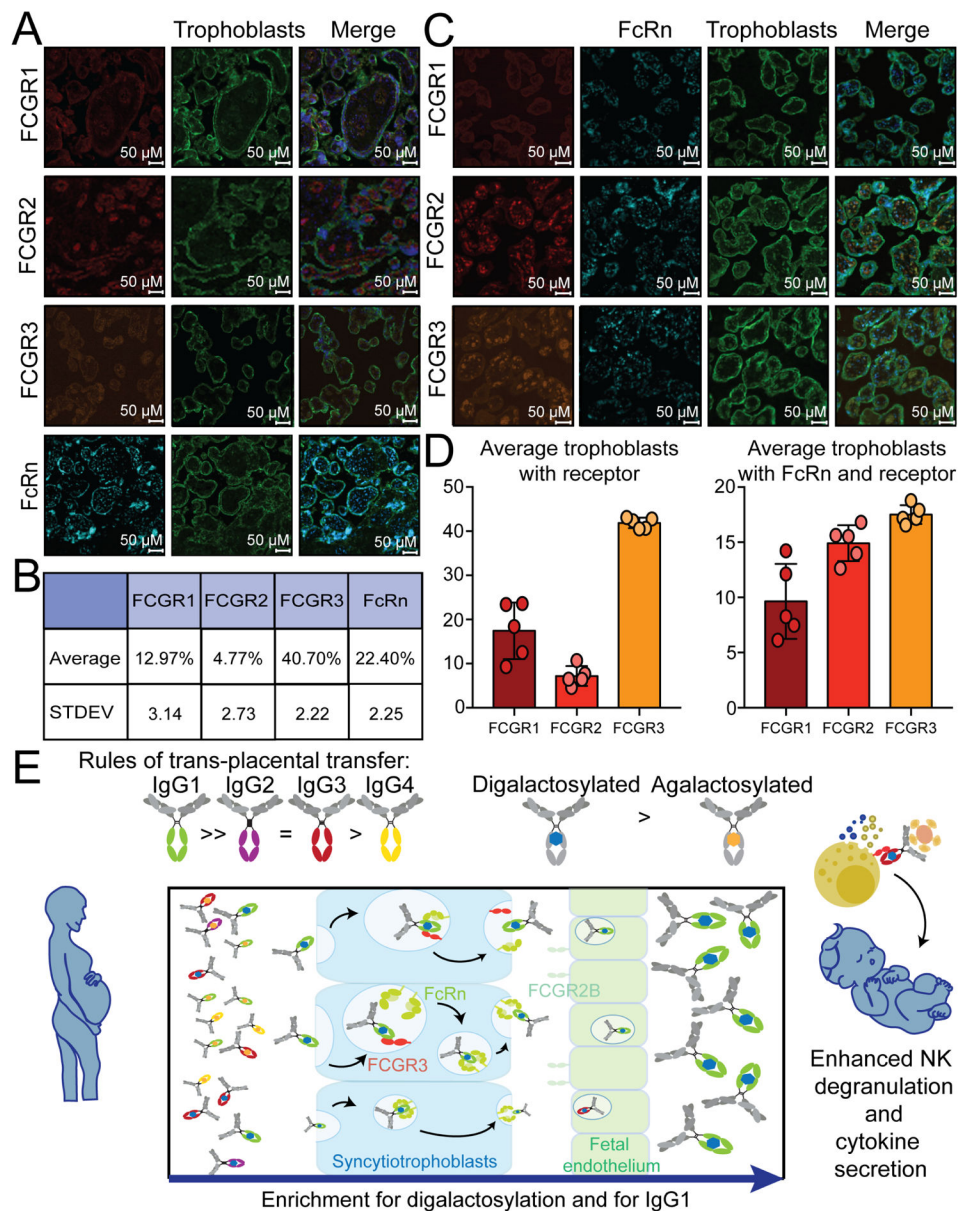 A
Trophoblasts Merge
FCGR1
50 µM 50 µM 50 µM
FCGR2
50 µM 50 µM 50 µM
FCGR3
50 µM 50 µM 50 µM
FcRn
50 µM 50 µM 50 µM
C
FcRn Trophoblasts Merge
FCGR1
50 µM 50 µM 50 µM 50 µM
FCGR2
50 µM 50 µM 50 µM 50 µM
FCGR3
50 µM 50 µM 50 µM 50 µM
B
FCGR1 FCGR2 FCGR3 FcRn
Average 12.97% 4.77% 40.70% 22.40%
STDEV 3.14 2.73 2.22 2.25
D
Average trophoblasts
with receptor
50
40
30
20
10
0
FCGR1 FCGR2 FCGR3
Average trophoblasts
with FcRn and receptor
20
15
10
5
0
FCGR1 FCGR2 FCGR3
E
Rules of trans-placental transfer:
IgG1 IgG2 IgG3 IgG4
>> = >
Digalactosylated Agalactosylated
>
FcRn
FCGR3
FCGR2B
Syncytiotrophoblasts
Fetal
endothelium
Enrichment for digalactosylation and for IgG1
Enhanced NK
degranulation
and
cytokine
secretion